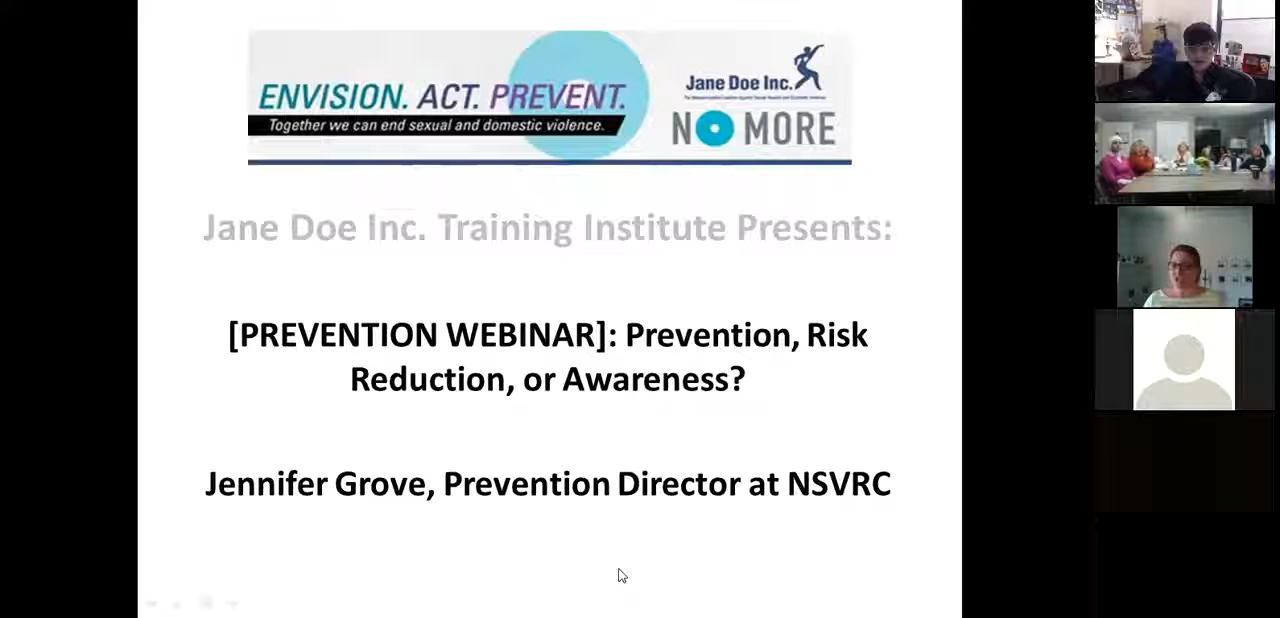 ENVISION. ACT. PREVENT.
Together we can end sexual and domestic violence.
Jane Doe Inc.
NO MORE
Jane Doe Inc. Training Institute Presents:
[PREVENTION WEBINAR]: Prevention, Risk
Reduction, or Awareness?
Jennifer Grove, Prevention Director at NSVRC